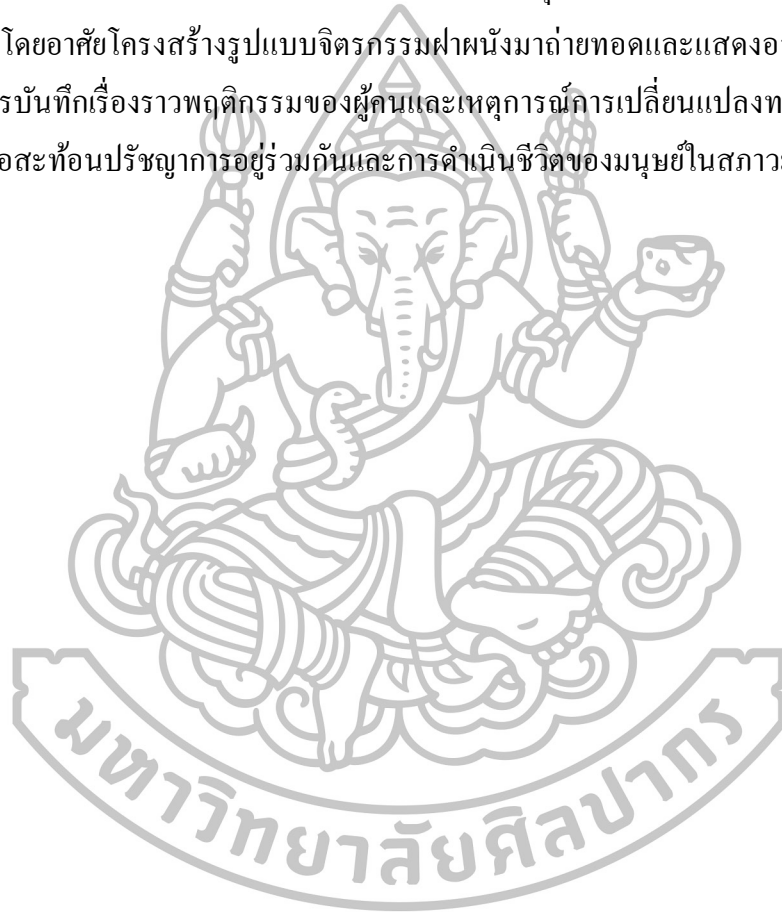 โดยอาศัยโครงสร้างรูปแบบจิตรกรรมฝาผนังมาถ่ายทอดและแสดงอ
รบันทึกเรื่องราวพฤติกรรมของผู้คนและเหตุการณ์การเปลี่ยนแปลงท
อสะท้อนปรัชญาการอยู่ร่วมกันและการดำเนินชีวิตของมนุษย์ในสภาว
มหาวิทยาลัยศิลปากร